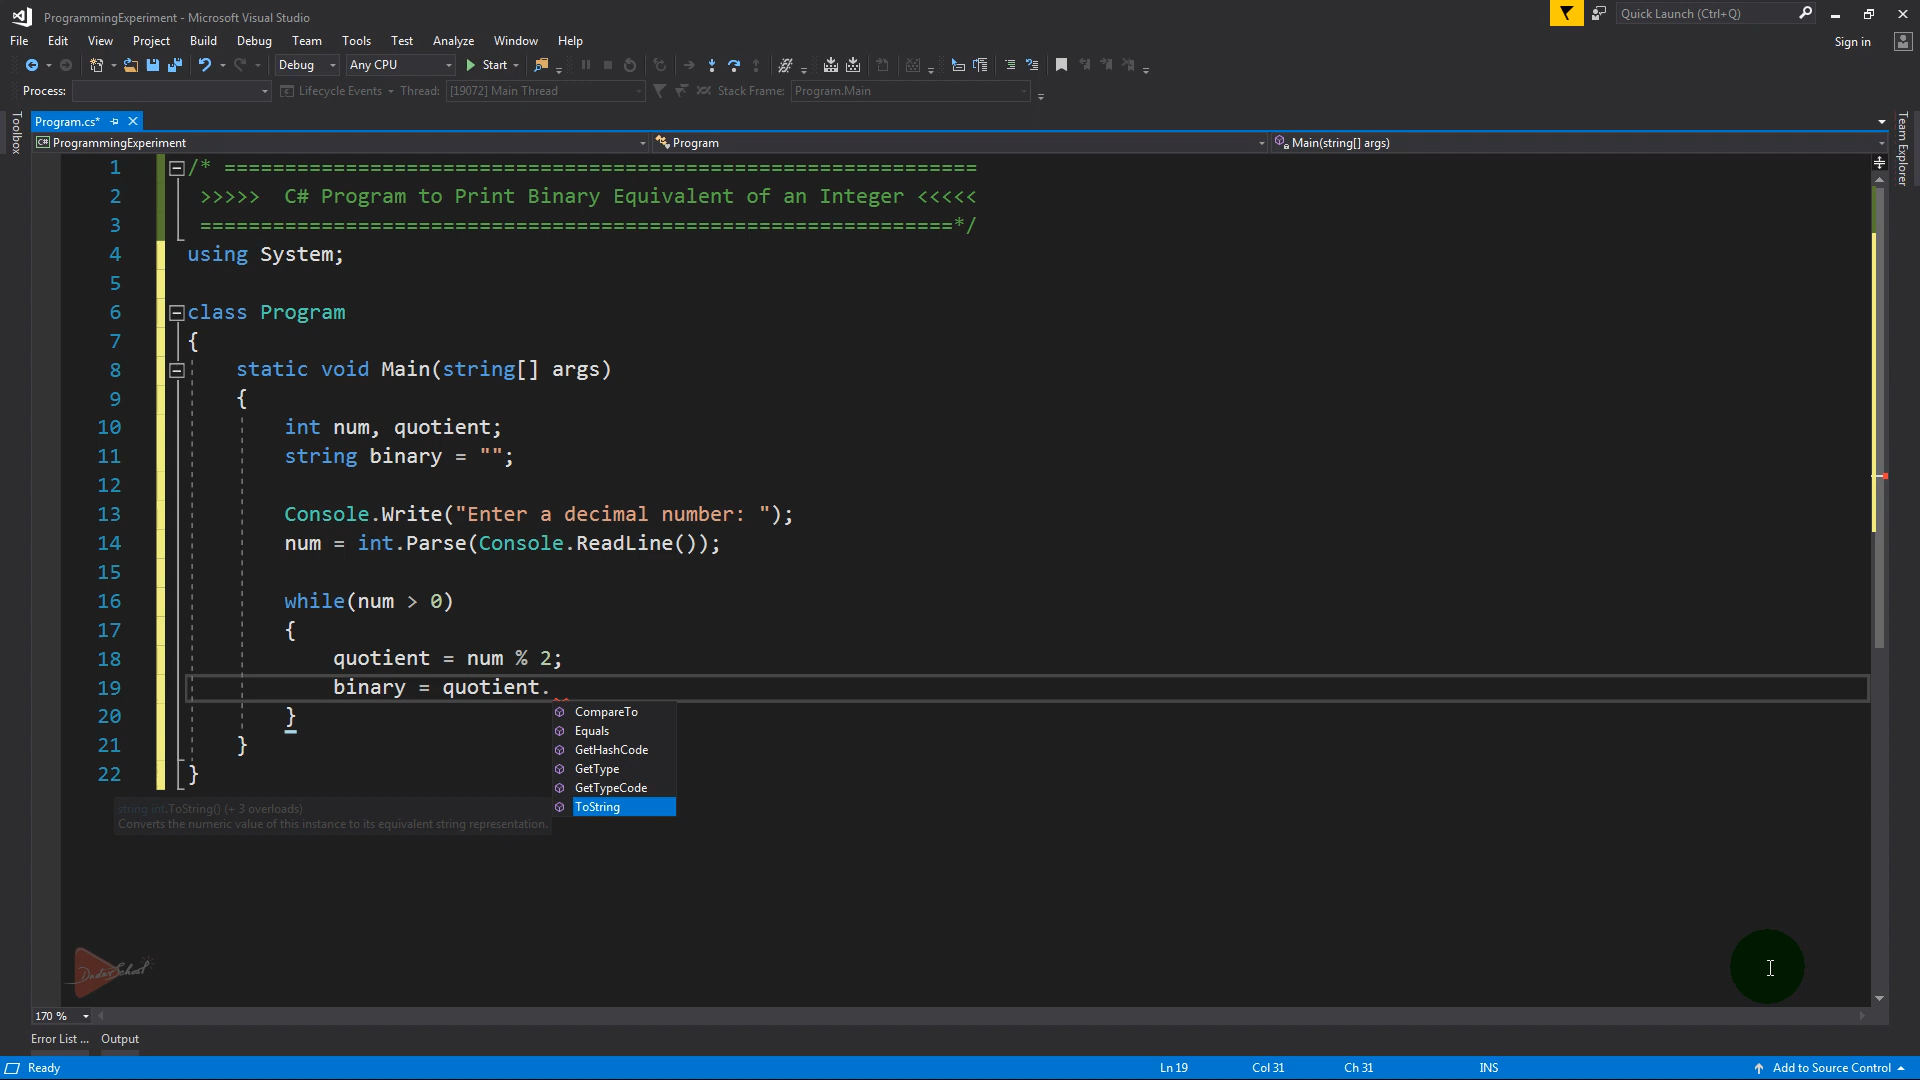 ProgrammingExperiment - Microsoft Visual Studio
Quick Launch (Ctrl+Q)
File Edit View Project Build Debug Team Tools Test Analyze Window Help
Sign in
Debug Any CPU Start
Process: Lifecycle Events Thread: [19072] Main Thread Stack Frame: Program.Main
Toolbox
Team Explorer
Program.cs*
C# ProgrammingExperiment Program Main(string[] args)
1 /* ==============================================================
2 >>>>> C# Program to Print Binary Equivalent of an Integer <<<<<
3 ==============================================================*/
4 using System;
5
6 class Program
7 {
8 static void Main(string[] args)
9 {
10 int num, quotient;
11 string binary = "";
12
13 Console.Write("Enter a decimal number: ");
14 num = int.Parse(Console.ReadLine());
15
16 while(num > 0)
17 {
18 quotient = num % 2;
19 binary = quotient.
20 }
21 }
22 }
CompareTo
Equals
GetHashCode
GetType
GetTypeCode
ToString
string int.ToString() (+ 3 overloads)
Converts the numeric value of this instance to its equivalent string representation.
170 %
Error List ... Output
Ready Ln 19 Col 31 Ch 31 INS Add to Source Control